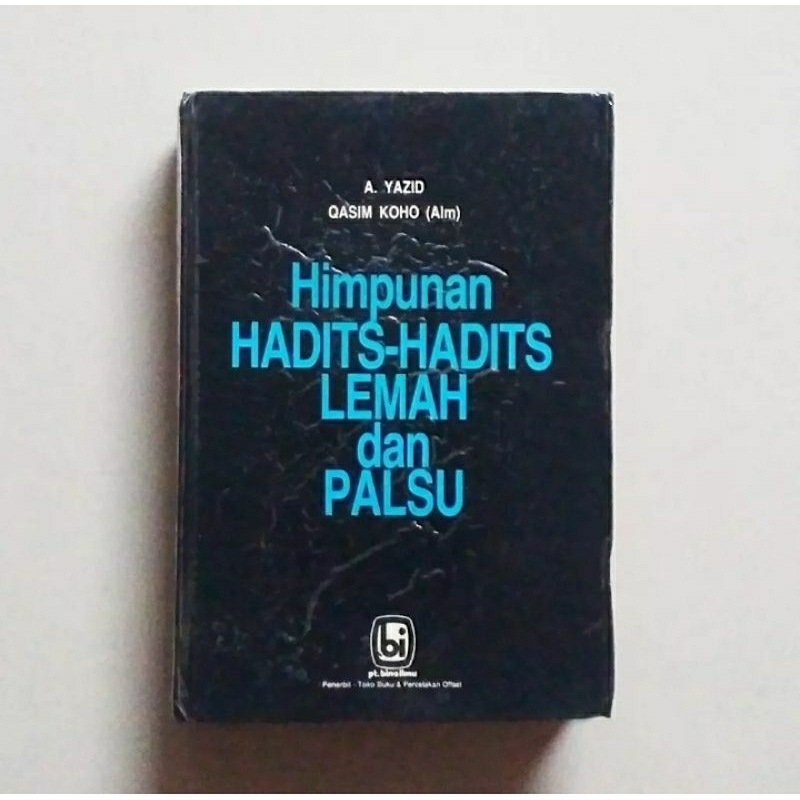 A. YAZID
QASIM KOHO (Alm)
Himpunan
HADITS-HADITS
LEMAH
dan
PALSU
bi
pt. bina ilmu
Penerbit - Toko Buku & Percetakan Offset